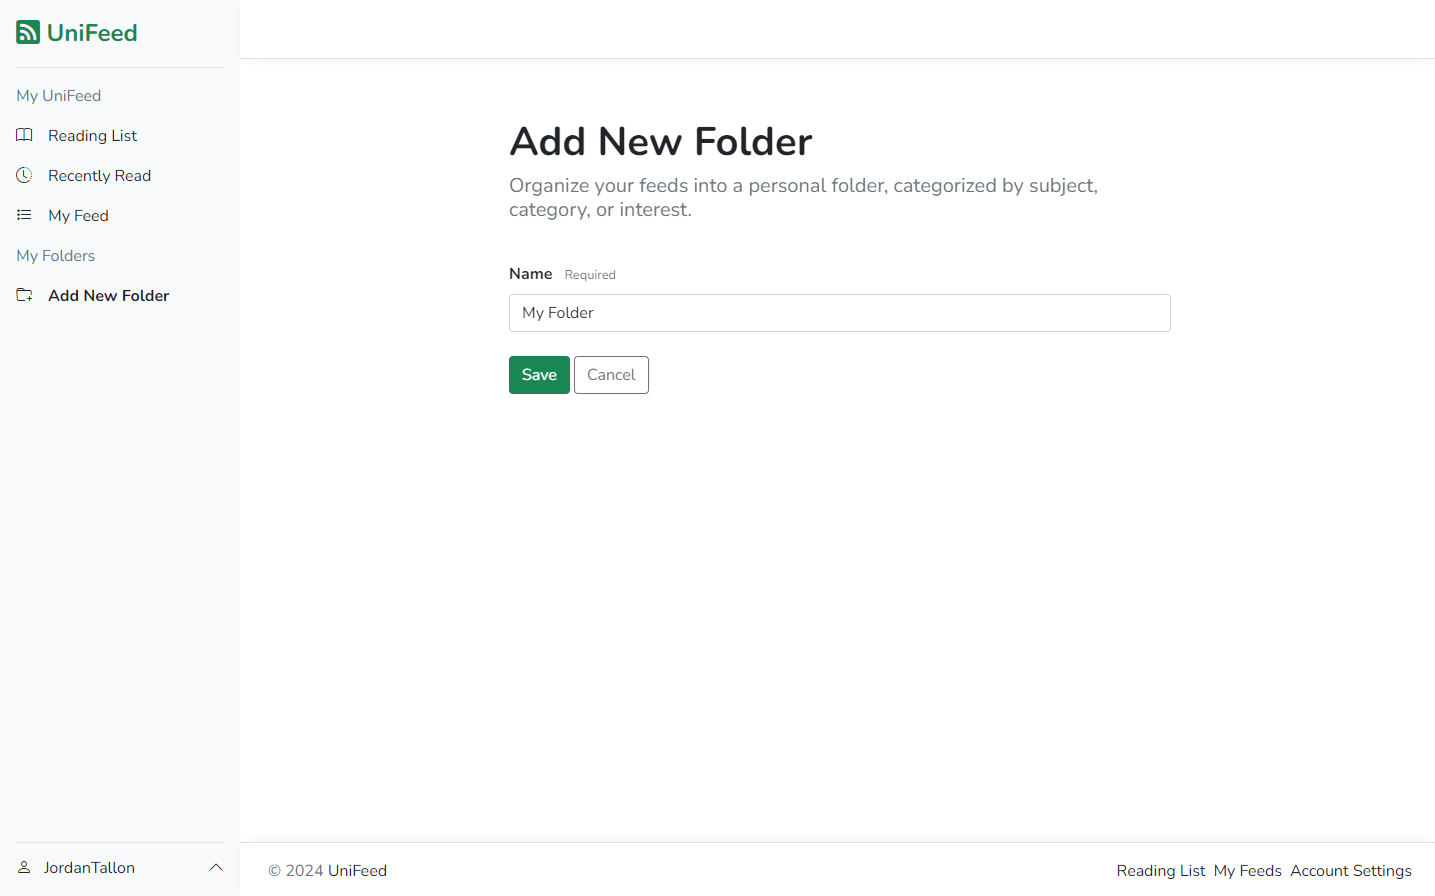 UniFeed
My UniFeed
Reading List
Recently Read
My Feed
My Folders
Add New Folder
JordanTallon
Add New Folder
Organize your feeds into a personal folder, categorized by subject,
category, or interest.
Name Required
My Folder
Save Cancel
© 2024 UniFeed
Reading List My Feeds Account Settings